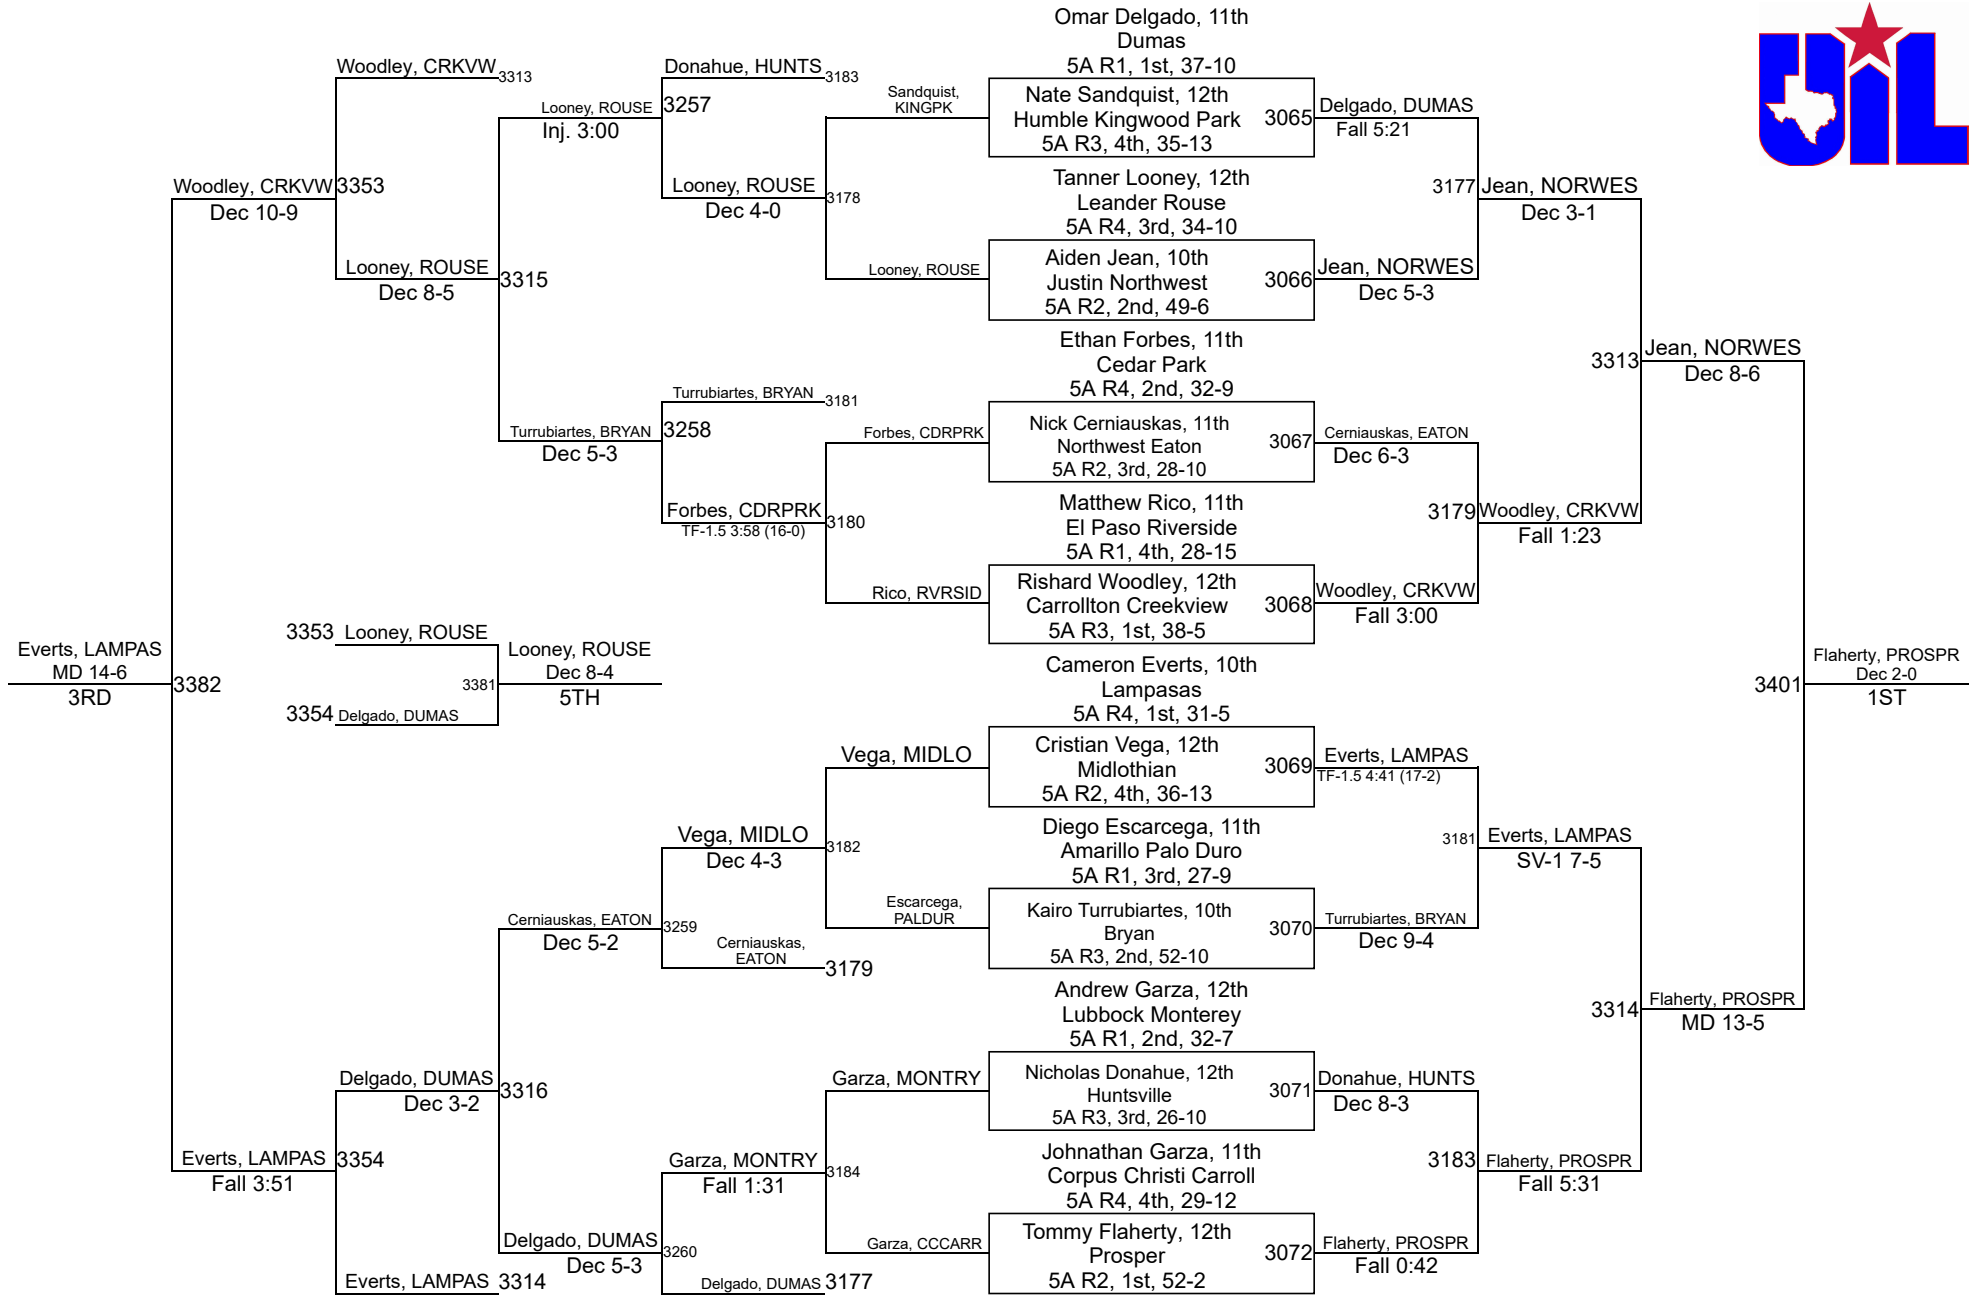 Woodley, CRKVW
3313
Woodley, CRKVW
Dec 10-9
3353
Looney, ROUSE
Dec 8-5
3315
Looney, ROUSE
Inj. 3:00
3257
Donahue, HUNTS
3183
Looney, ROUSE
Dec 4-0
3178
Sandquist,
KINGPK
Looney, ROUSE
Turrubiartes, BRYAN
Dec 5-3
3258
Turrubiartes, BRYAN
3181
Forbes, CDRPRK
TF-1.5 3:58 (16-0)
3180
Forbes, CDRPRK
Rico, RVRSID
Everts, LAMPAS
MD 14-6
3RD
3382
3353
Looney, ROUSE
3354
Delgado, DUMAS
3381
Looney, ROUSE
Dec 8-4
5TH
Vega, MIDLO
Vega, MIDLO
Dec 4-3
3182
Escarcega,
PALDUR
Cerniauskas, EATON
Dec 5-2
3259
Cerniauskas,
EATON
3179
Delgado, DUMAS
Dec 3-2
3316
Everts, LAMPAS
Fall 3:51
3354
Everts, LAMPAS
3314
Garza, MONTRY
Garza, MONTRY
Fall 1:31
3184
Garza, CCCARR
Delgado, DUMAS
Dec 5-3
3260
Delgado, DUMAS
3177
Omar Delgado, 11th
Dumas
5A R1, 1st, 37-10
Nate Sandquist, 12th
Humble Kingwood Park
5A R3, 4th, 35-13
3065
Tanner Looney, 12th
Leander Rouse
5A R4, 3rd, 34-10
Aiden Jean, 10th
Justin Northwest
5A R2, 2nd, 49-6
3066
Ethan Forbes, 11th
Cedar Park
5A R4, 2nd, 32-9
Nick Cerniauskas, 11th
Northwest Eaton
5A R2, 3rd, 28-10
3067
Matthew Rico, 11th
El Paso Riverside
5A R1, 4th, 28-15
Rishard Woodley, 12th
Carrollton Creekview
5A R3, 1st, 38-5
3068
Cameron Everts, 10th
Lampasas
5A R4, 1st, 31-5
Cristian Vega, 12th
Midlothian
5A R2, 4th, 36-13
3069
Diego Escarcega, 11th
Amarillo Palo Duro
5A R1, 3rd, 27-9
Kairo Turrubiartes, 10th
Bryan
5A R3, 2nd, 52-10
3070
Andrew Garza, 12th
Lubbock Monterey
5A R1, 2nd, 32-7
Nicholas Donahue, 12th
Huntsville
5A R3, 3rd, 26-10
3071
Johnathan Garza, 11th
Corpus Christi Carroll
5A R4, 4th, 29-12
Tommy Flaherty, 12th
Prosper
5A R2, 1st, 52-2
3072
Delgado, DUMAS
Fall 5:21
3177
Jean, NORWES
Dec 5-3
Jean, NORWES
Dec 3-1
Cerniauskas, EATON
Dec 6-3
3179
Woodley, CRKVW
Fall 3:00
Woodley, CRKVW
Fall 1:23
3313
Jean, NORWES
Dec 8-6
Everts, LAMPAS
TF-1.5 4:41 (17-2)
3181
Turrubiartes, BRYAN
Dec 9-4
Everts, LAMPAS
SV-1 7-5
Donahue, HUNTS
Dec 8-3
3183
Flaherty, PROSPR
Fall 0:42
Flaherty, PROSPR
Fall 5:31
3314
Flaherty, PROSPR
MD 13-5
3401
Flaherty, PROSPR
Dec 2-0
1ST
UIL